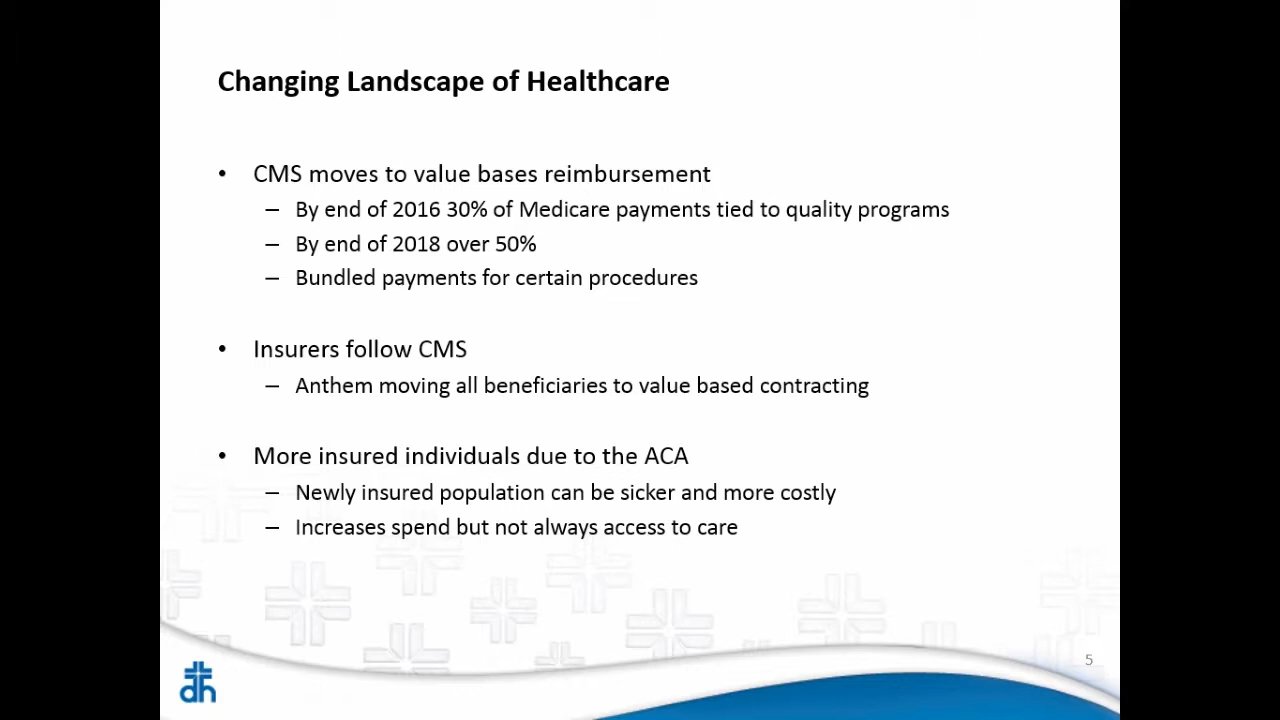 Changing Landscape of Healthcare
• CMS moves to value bases reimbursement
– By end of 2016 30% of Medicare payments tied to quality programs
– By end of 2018 over 50%
– Bundled payments for certain procedures
• Insurers follow CMS
– Anthem moving all beneficiaries to value based contracting
• More insured individuals due to the ACA
– Newly insured population can be sicker and more costly
– Increases spend but not always access to care
5
dh